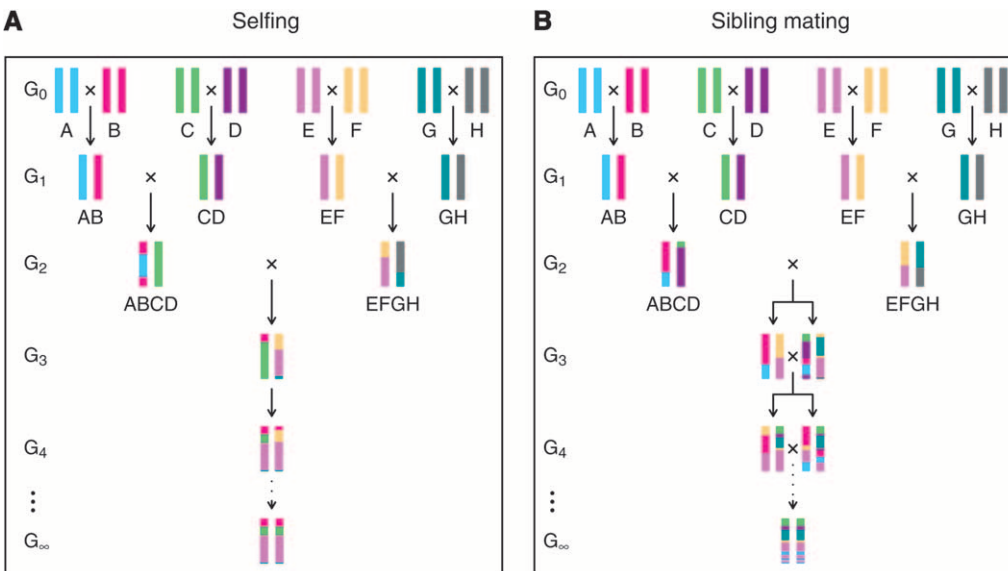 A Selfing
G0 × × × ×
A B C D E F G H
G1 × ×
AB CD EF GH
G2 ×
ABCD EFGH
G3
G4
⋮
G∞
B Sibling mating
G0 × × × ×
A B C D E F G H
G1 × ×
AB CD EF GH
G2 ×
ABCD EFGH
G3 ×
G4 ×
⋮
G∞